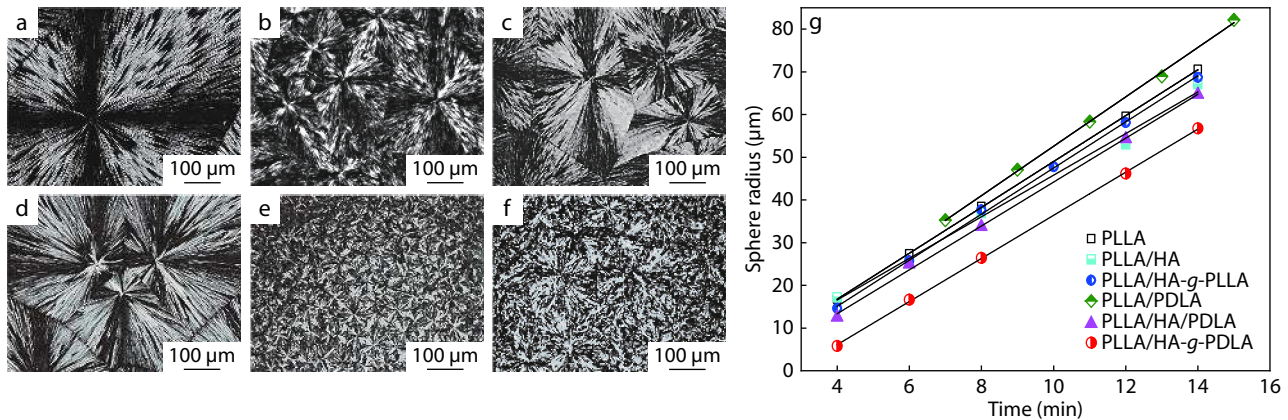 a
100 μm
b
100 μm
c
100 μm
d
100 μm
e
100 μm
f
100 μm
g
Sphere radius (μm)
80
70
60
50
40
30
20
10
0
PLLA
PLLA/HA
PLLA/HA-g-PLLA
PLLA/PDLA
PLLA/HA/PDLA
PLLA/HA-g-PDLA
4 6 8 10 12 14 16
Time (min)